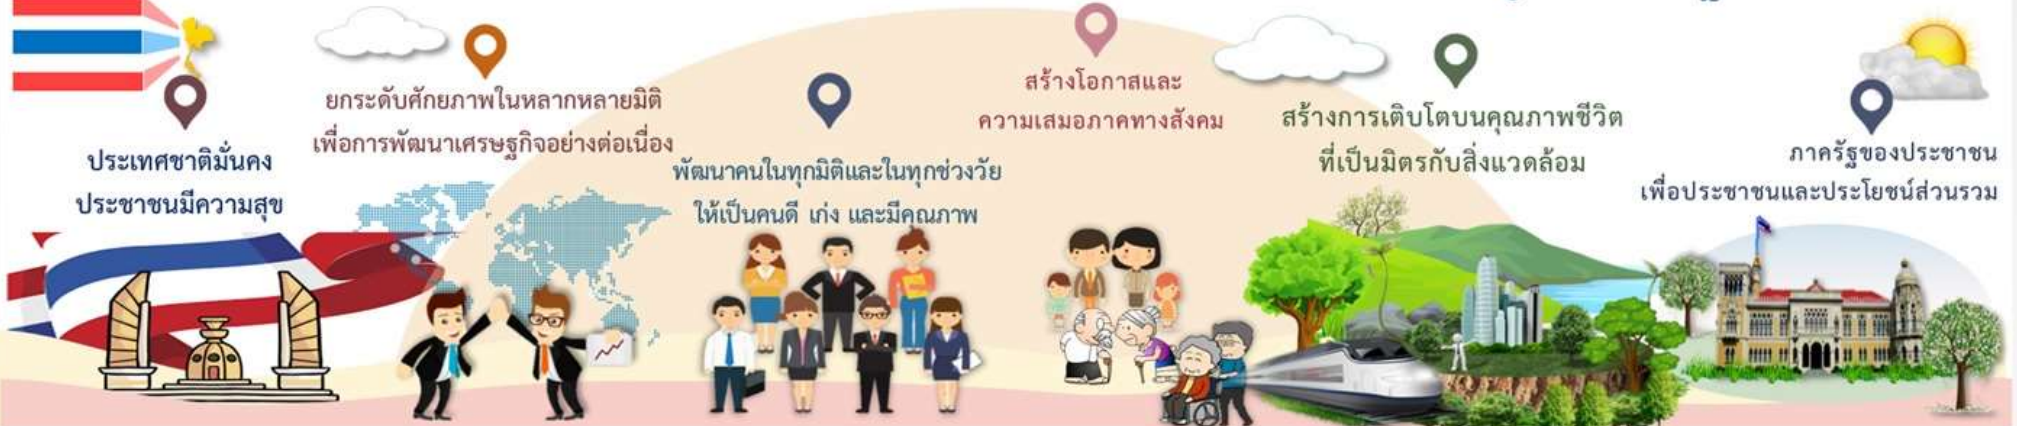 ประเทศชาติมั่นคง
ประชาชนมีความสุข
ยกระดับศักยภาพในหลากหลายมิติ
เพื่อการพัฒนาเศรษฐกิจอย่างต่อเนื่อง
พัฒนาคนในทุกมิติและในทุกช่วงวัย
ให้เป็นคนดี เก่ง และมีคุณภาพ
สร้างโอกาสและ
ความเสมอภาคทางสังคม
สร้างการเติบโตบนคุณภาพชีวิต
ที่เป็นมิตรกับสิ่งแวดล้อม
ภาครัฐของประชาชน
เพื่อประชาชนและประโยชน์ส่วนรวม